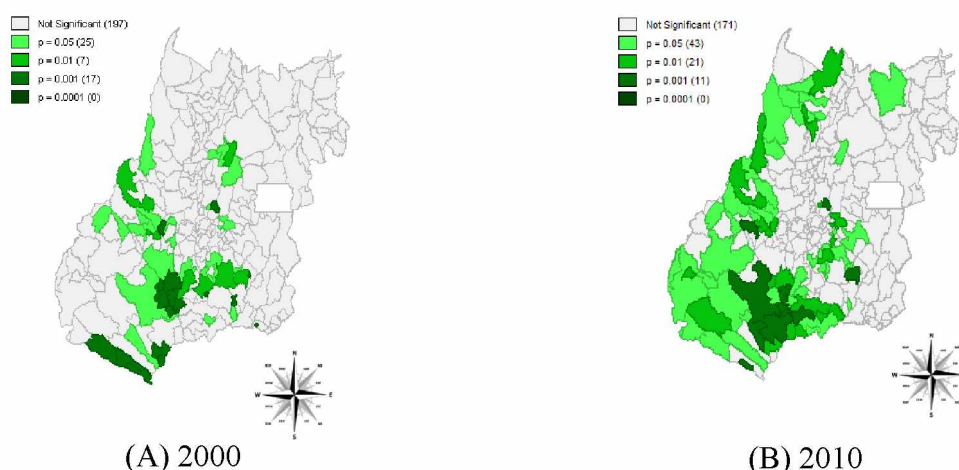 Not Significant (197)
p = 0.05 (25)
p = 0.01 (7)
p = 0.001 (17)
p = 0.0001 (0)
N
W
E
S
(A) 2000
Not Significant (171)
p = 0.05 (43)
p = 0.01 (21)
p = 0.001 (11)
p = 0.0001 (0)
N
W
S
(B) 2010